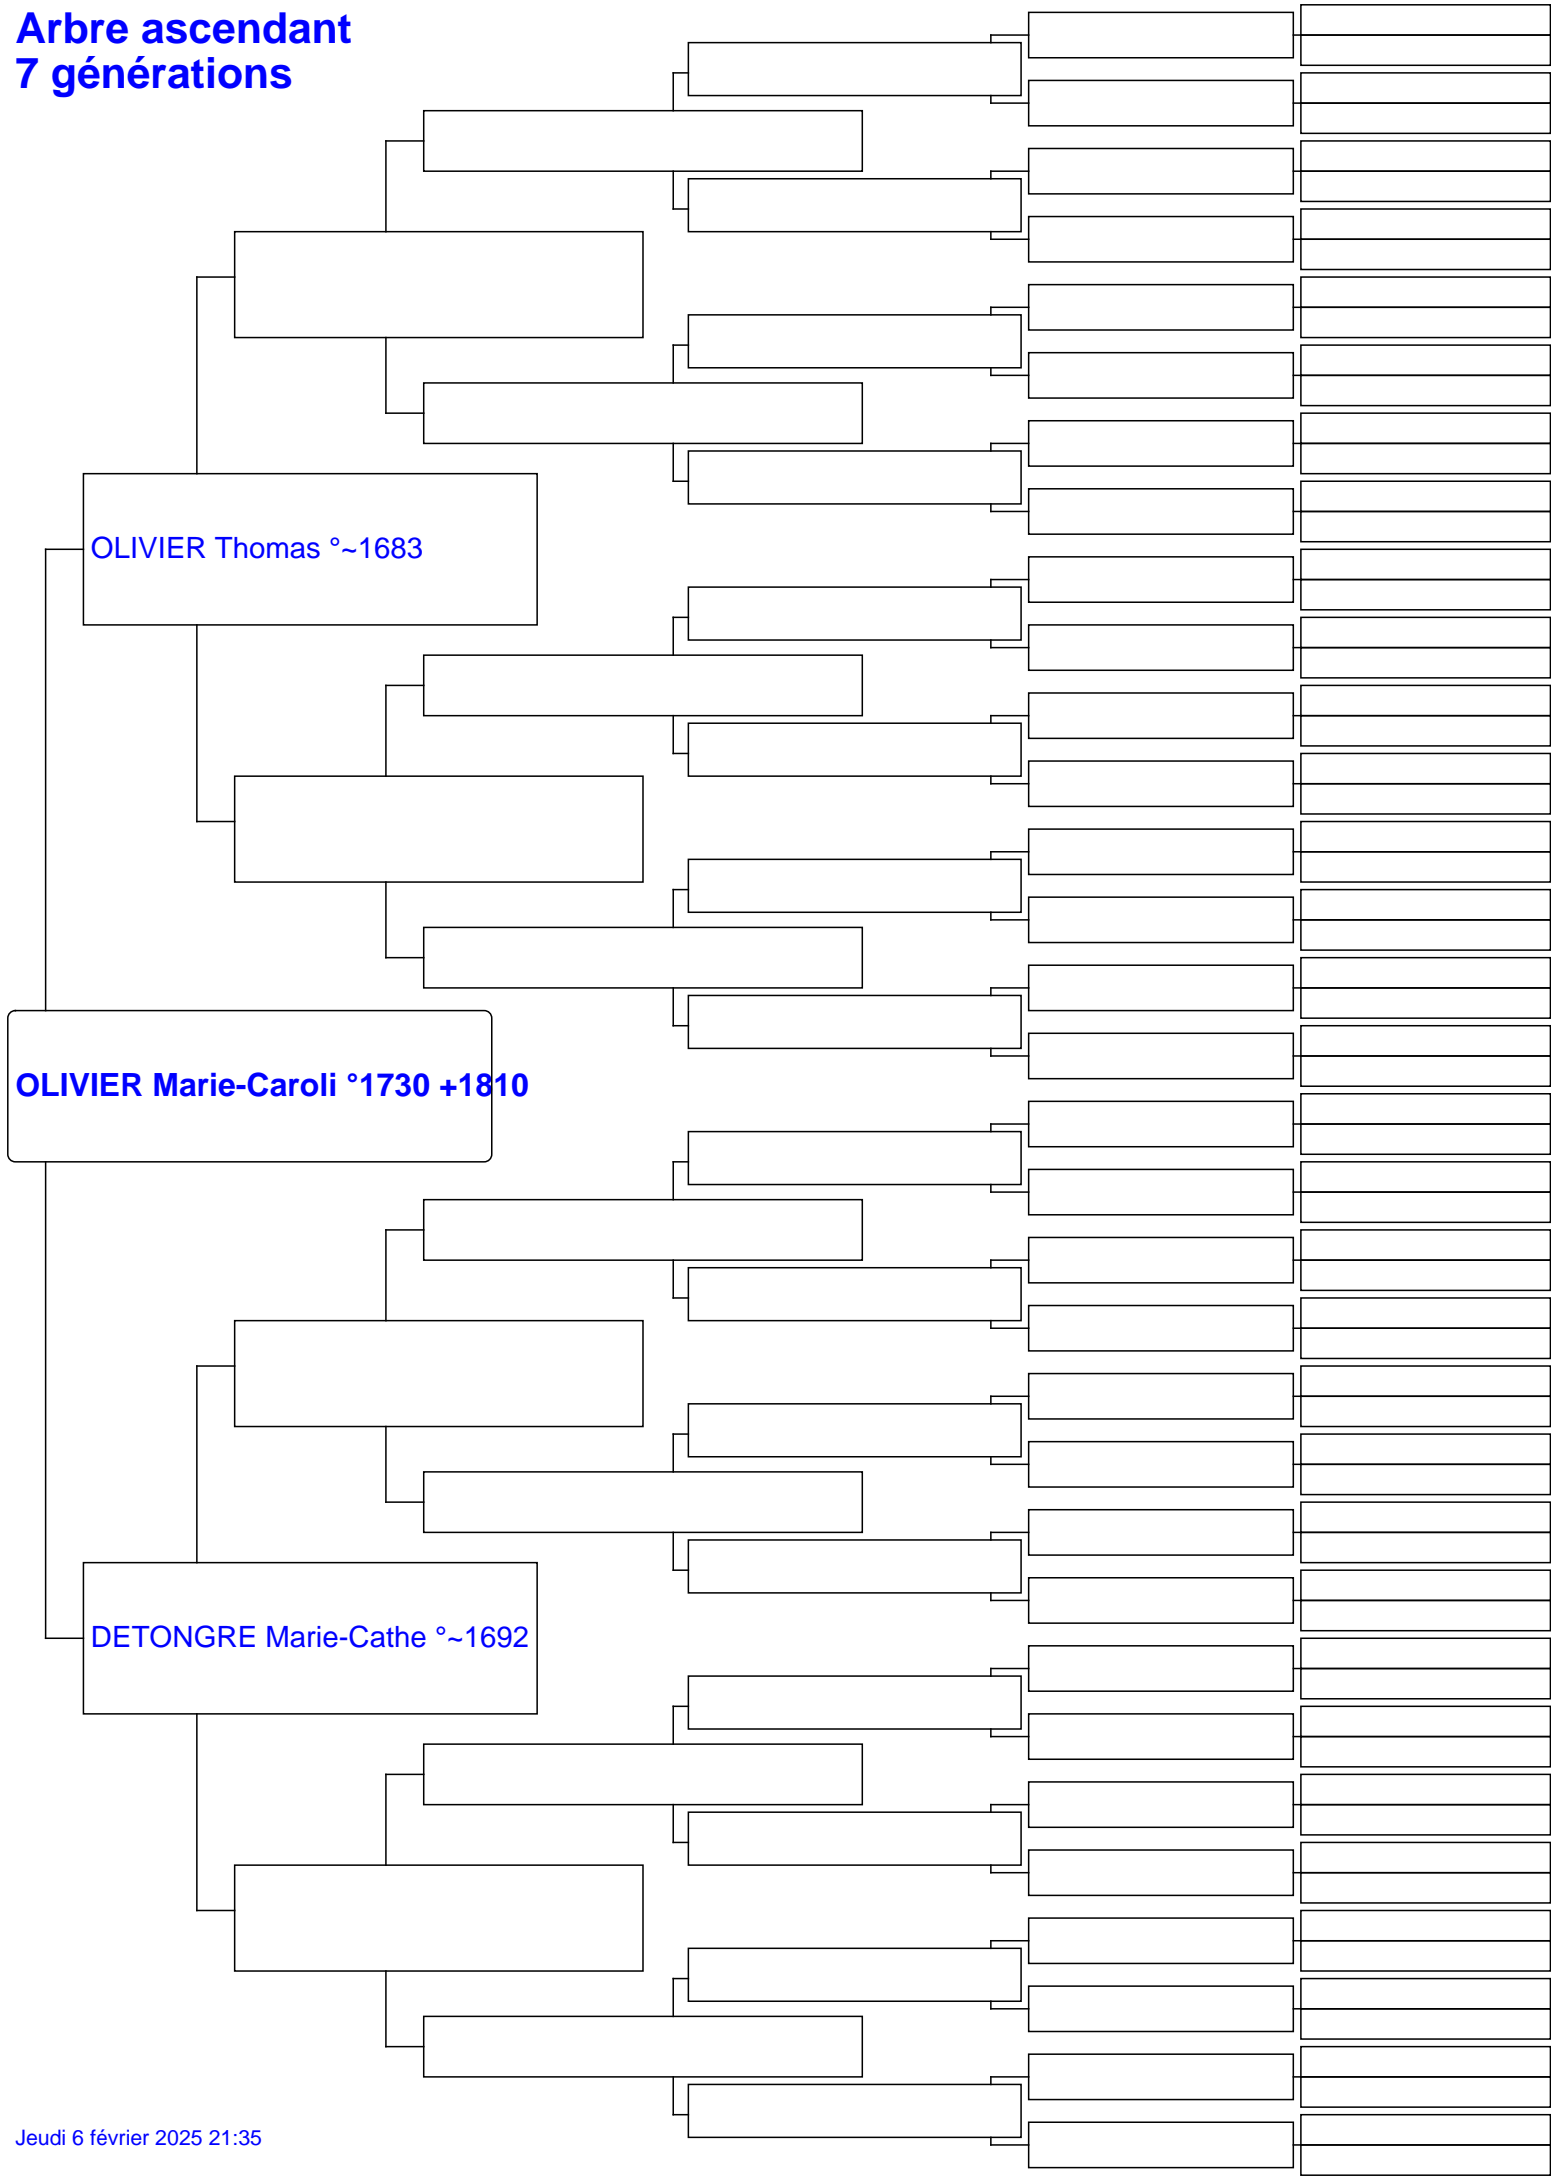 Arbre ascendant
7 générations
OLIVIER Thomas °~1683
OLIVIER Marie-Caroli °1730 +1810
DETONGRE Marie-Cathe °~1692
Jeudi 6 février 2025 21:35